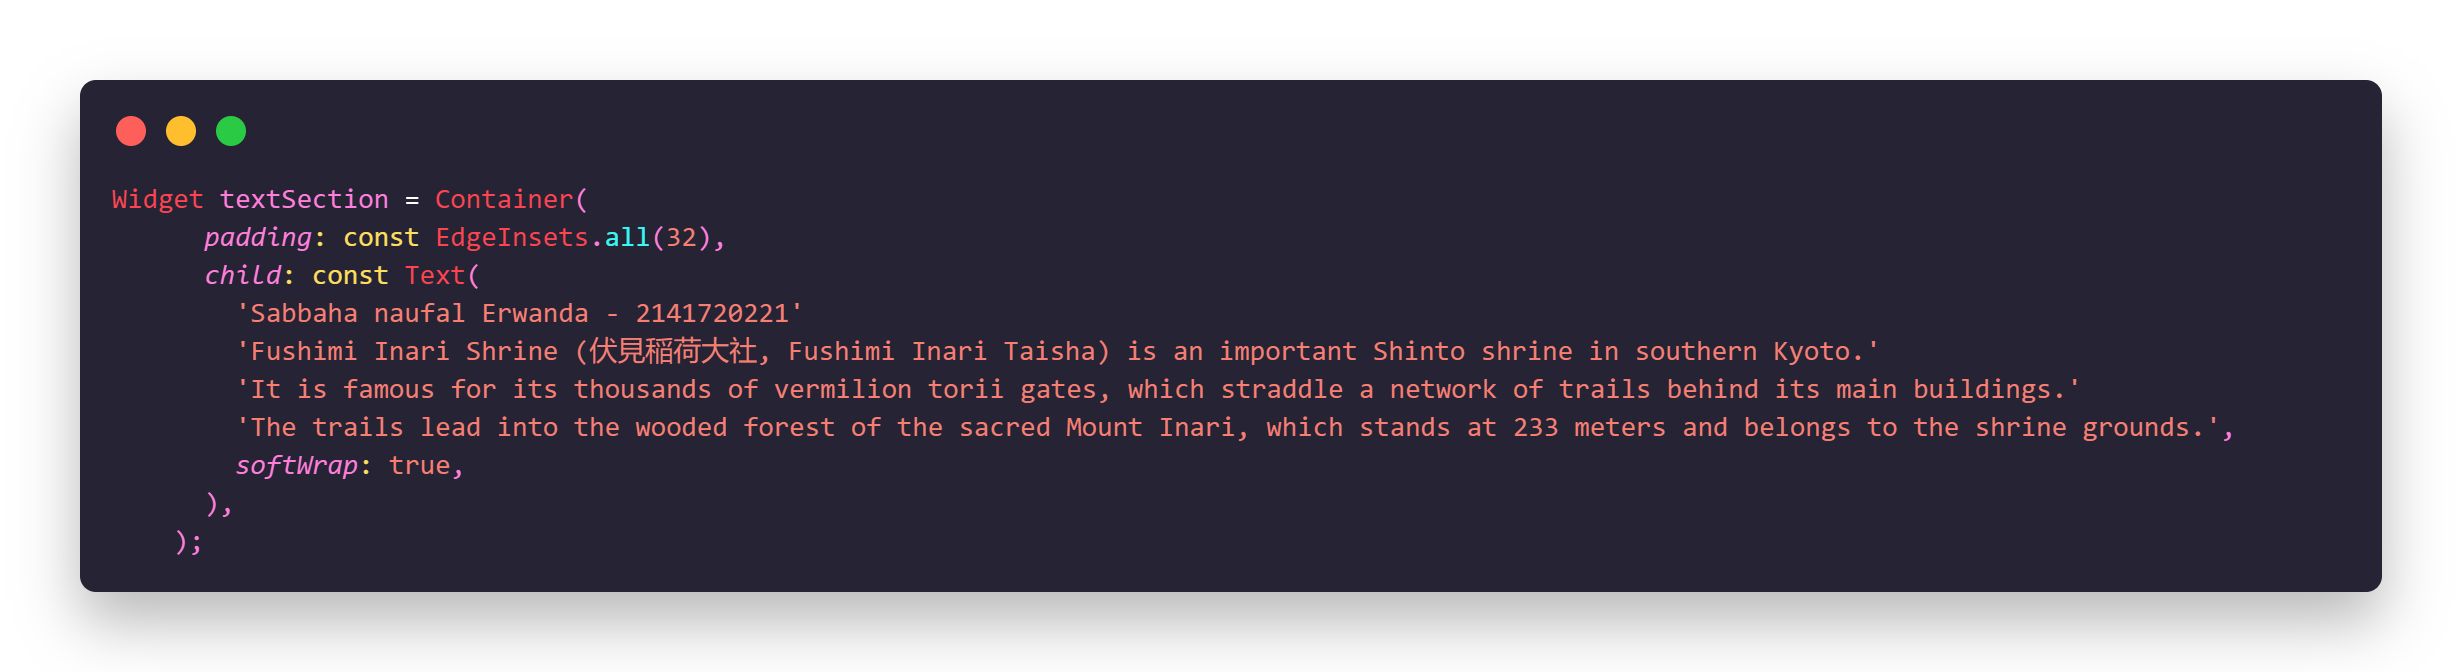 Widget textSection = Container(
      padding: const EdgeInsets.all(32),
      child: const Text(
        'Sabbaha naufal Erwanda - 2141720221'
        'Fushimi Inari Shrine (伏見稲荷大社, Fushimi Inari Taisha) is an important Shinto shrine in southern Kyoto.'
        'It is famous for its thousands of vermilion torii gates, which straddle a network of trails behind its main buildings.'
        'The trails lead into the wooded forest of the sacred Mount Inari, which stands at 233 meters and belongs to the shrine grounds.',
        softWrap: true,
      ),
    );